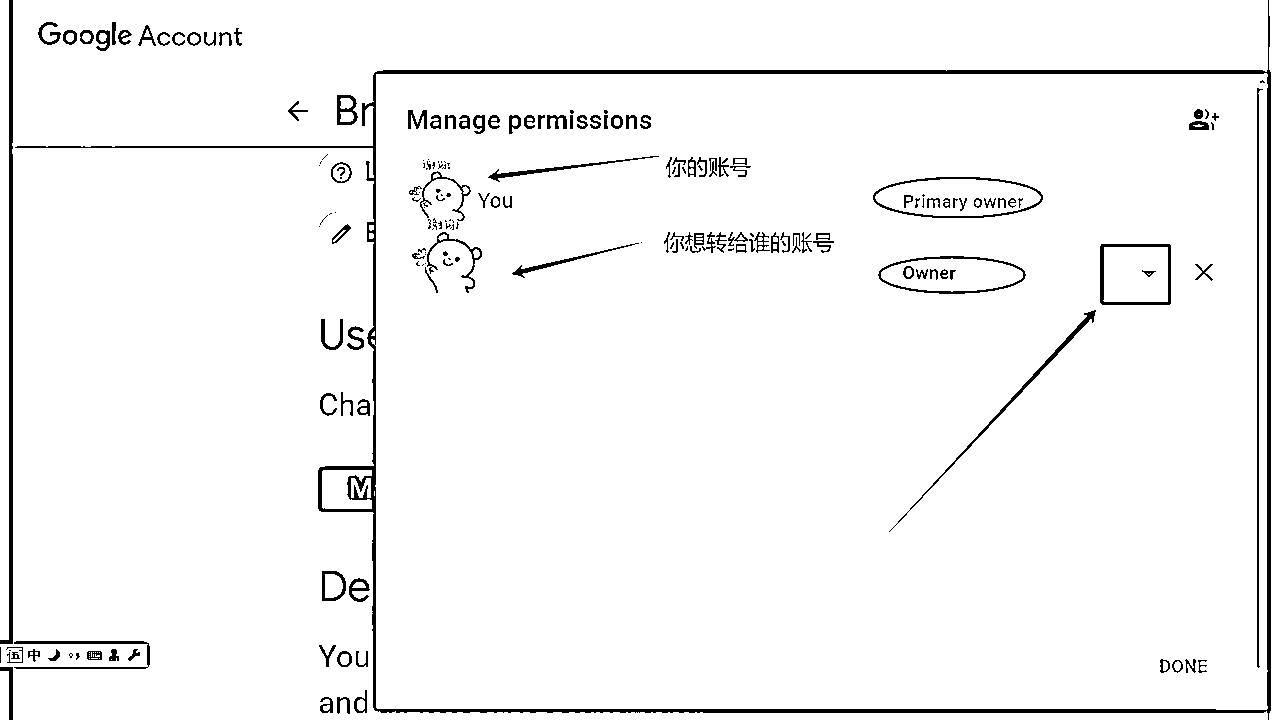 Google Account
Br
Manage permissions
你的账号
You
Primary owner
你想转给谁的账号
Owner
Use
Cha
M
De
You
and
DONE
五 中